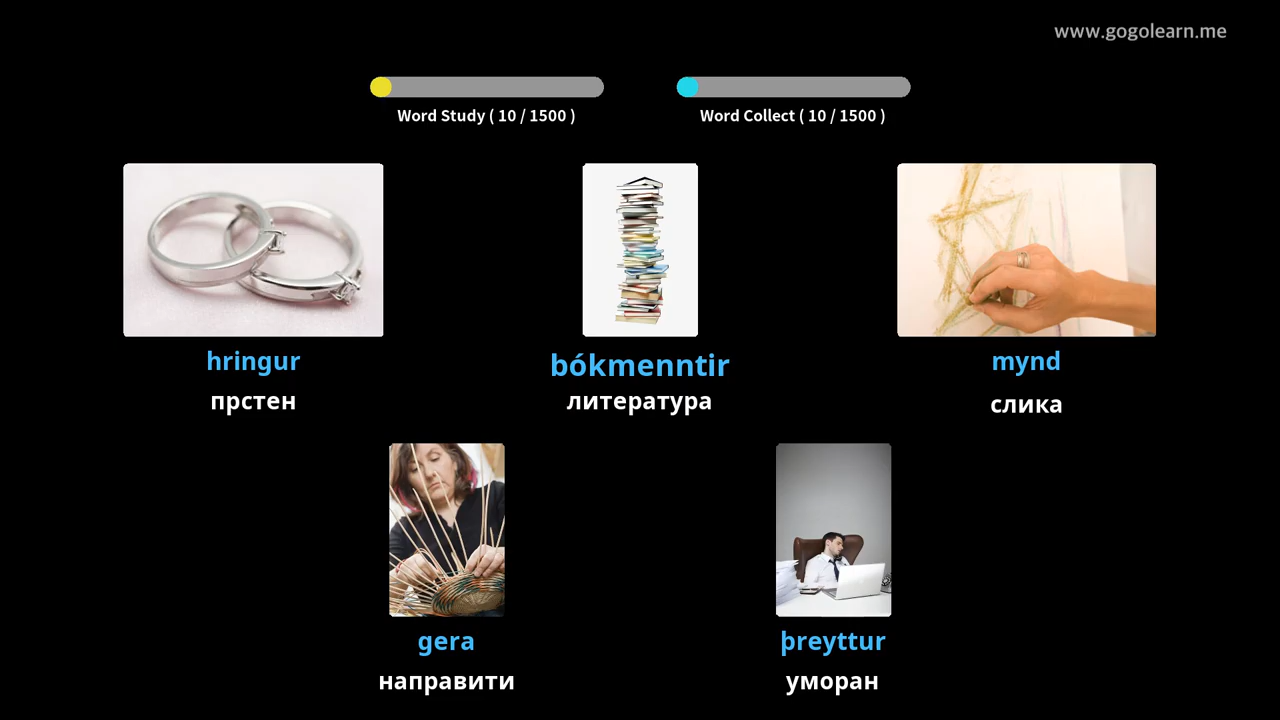 www.gogolearn.me
Word Study ( 10 / 1500 )
Word Collect ( 10 / 1500 )
hringur
прстен
bókmenntir
литература
mynd
слика
gera
направити
þreyttur
уморан